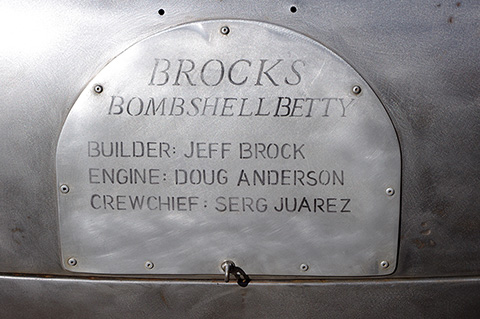 BROCKS
BOMBSHELL BETTY
BUILDER: JEFF BROCK
ENGINE: DOUG ANDERSON
CREWCHIEF: SERG JUAREZ